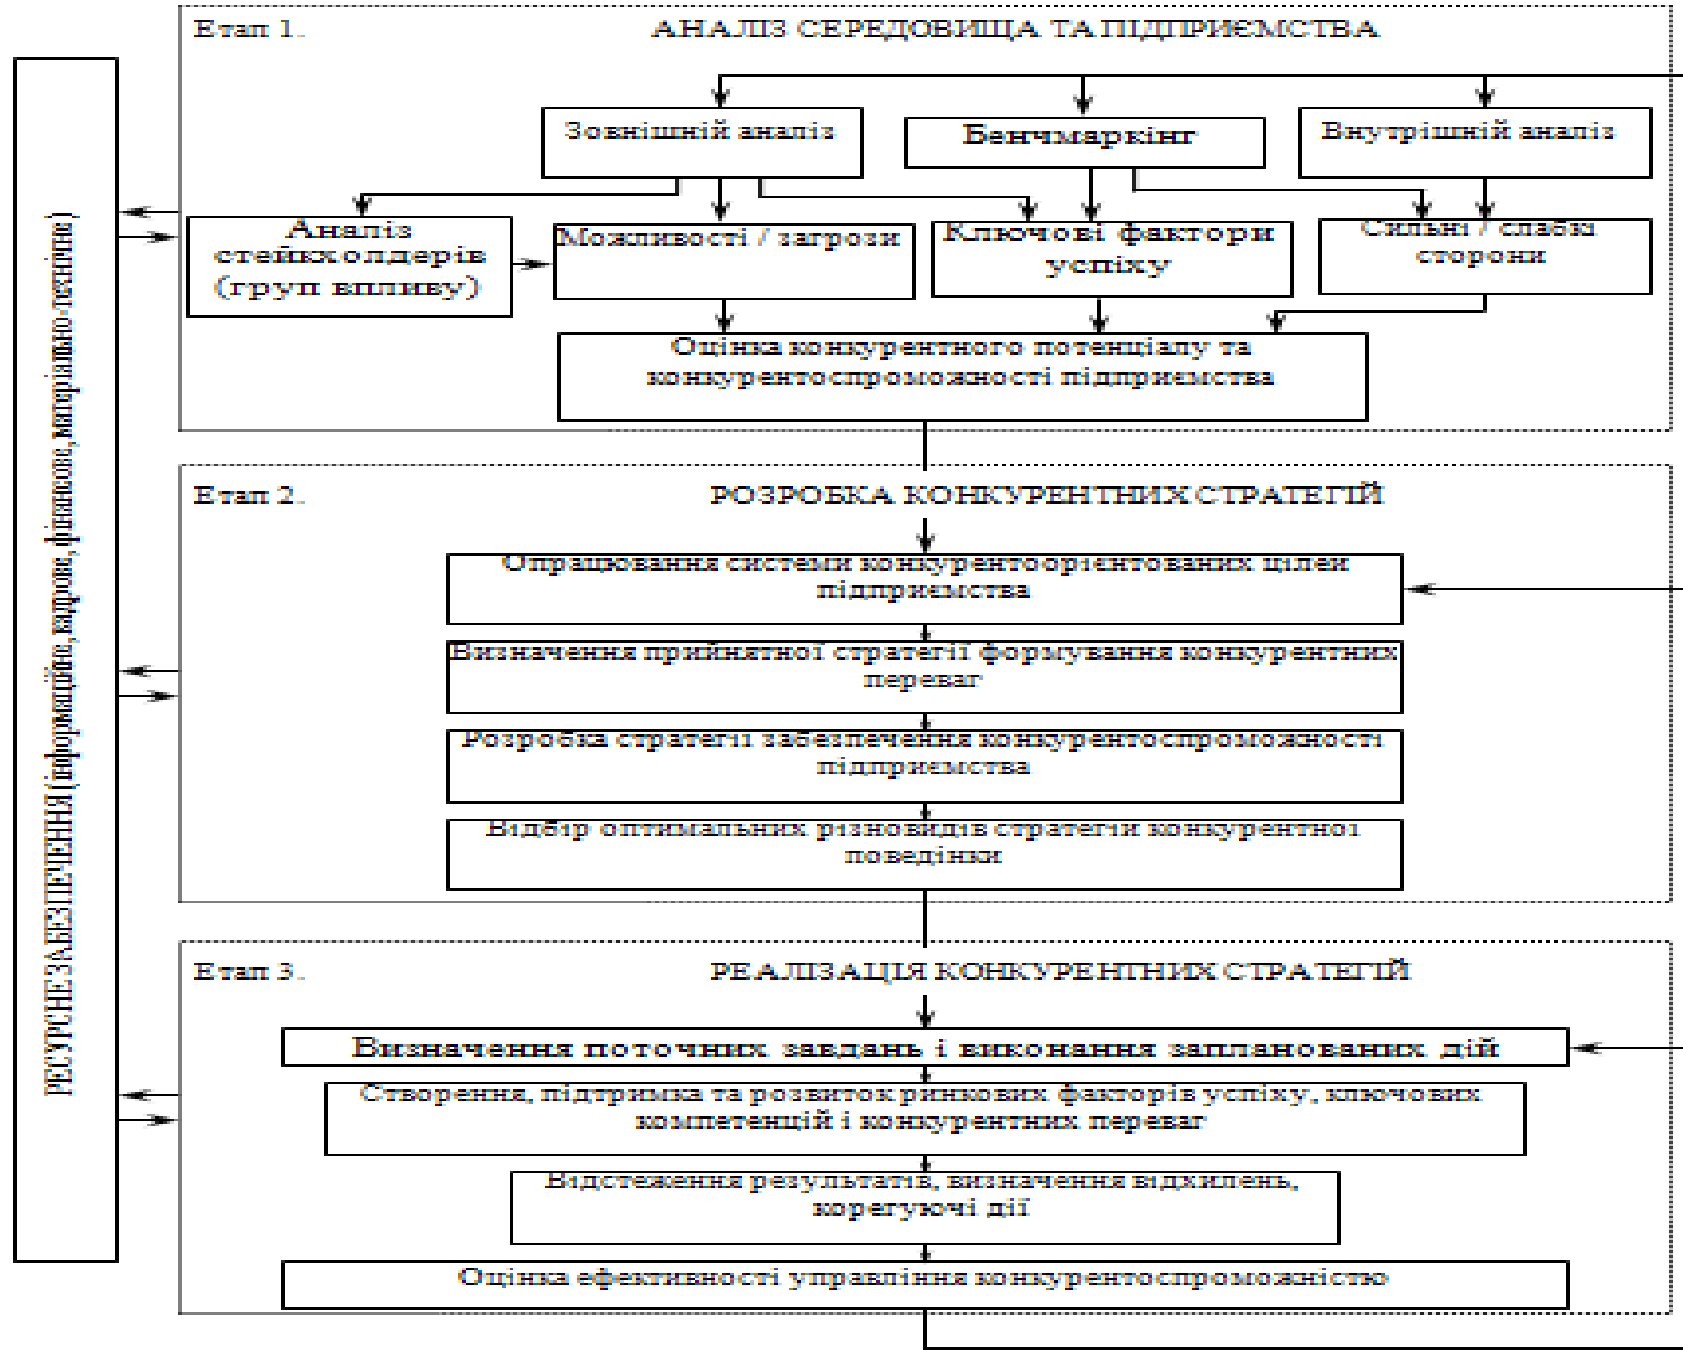 Етап 1.
АНАЛІЗ СЕРЕДОВИЩА ТА ПІДПРИЄМСТВА
Зовнішній аналіз
Бенчмаркінг
Внутрішній аналіз
Аналіз
стейкхолдерів
(груп впливу)
Можливості / загрози
Ключові фактори
успіху
Сильні / слабкі
сторони
Оцінка конкурентного потенціалу та
конкурентоспроможності підприємства
РЕСУРСНЕ ЗАБЕЗПЕЧЕННЯ (інформаційне, кадрове, фінансове, матеріально-технічне)
Етап 2.
РОЗРОБКА КОНКУРЕНТНИХ СТРАТЕГІЙ
Опрацювання системи конкурентоорієнтованих цілей
підприємства
Визначення прийнятної стратегії формування конкурентних
переваг
Розробка стратегії забезпечення конкурентоспроможності
підприємства
Відбір оптимальних різновидів стратегій конкурентної
поведінки
Етап 3.
РЕАЛІЗАЦІЯ КОНКУРЕНТНИХ СТРАТЕГІЙ
Визначення поточних завдань і виконання запланованих дій
Створення, підтримка та розвиток ринкових факторів успіху, ключових
компетенцій і конкурентних переваг
Відстеження результатів, визначення відхилень,
корегуючі дії
Оцінка ефективності управління конкурентоспроможністю